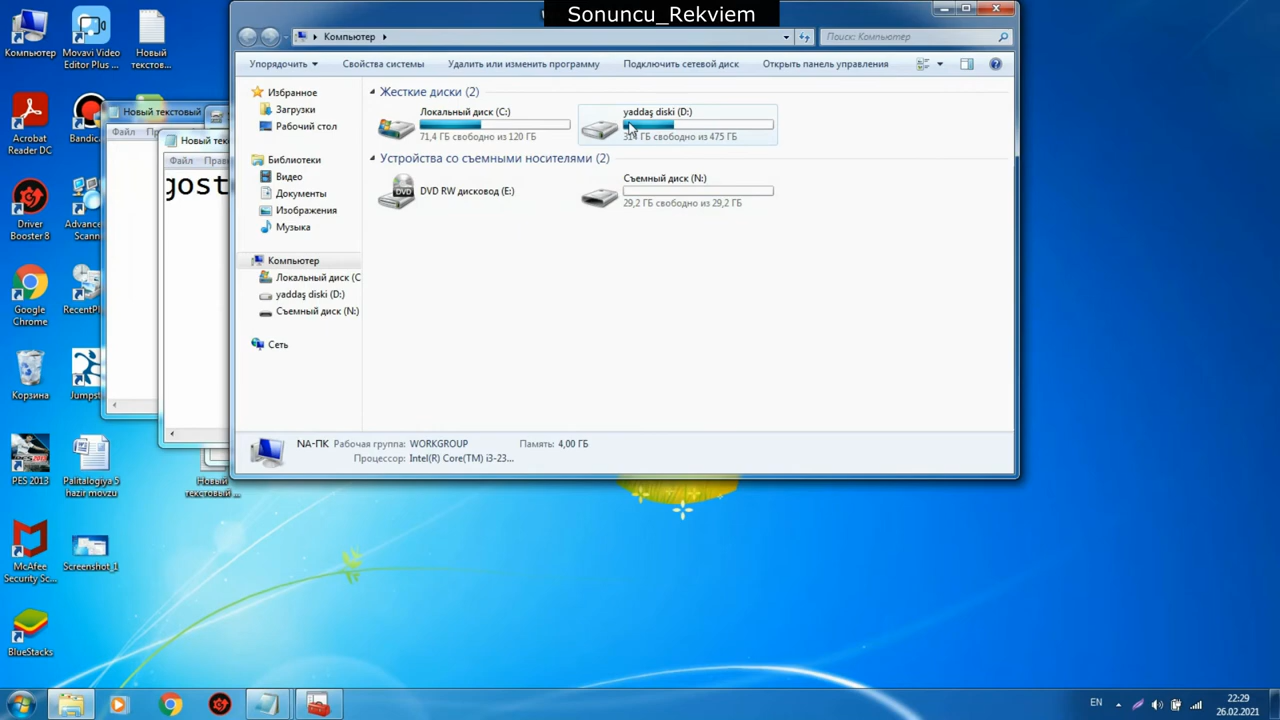 Sonuncu_Rekviem
Компьютер
Поиск: Компьютер
Упорядочить
Свойства системы
Удалить или изменить программу
Подключить сетевой диск
Открыть панель управления
Избранное
Загрузки
Рабочий стол
Библиотеки
Видео
Документы
Изображения
Музыка
Компьютер
Локальный диск (C
yaddaş diski (D:)
Съемный диск (N:)
Сеть
Жесткие диски (2)
Локальный диск (C:)
71,4 ГБ свободно из 120 ГБ
yaddaş diski (D:)
ГБ свободно из 475 ГБ
Устройства со съемными носителями (2)
DVD RW дисковод (E:)
Съемный диск (N:)
29,2 ГБ свободно из 29,2 ГБ
NA-ПК Рабочая группа: WORKGROUP Память: 4,00 ГБ
Процессор: Intel(R) Core(TM) i3-23...
Новый текстовый
Файл
Новый тек
Файл Прав
gost
Компьютер
Movavi Video
Editor Plus ...
Новый
текстов...
Acrobat
Reader DC
Bandic
Driver
Booster 8
Advance
Scann
Google
Chrome
RecentPl
Корзина
Jumpst
PES 2013
Palitalogiya 5
hazir movzu
Новый
текстовый ...
McAfee
Security Sc...
Screenshot_1
BlueStacks
EN
22:29
26.02.2021